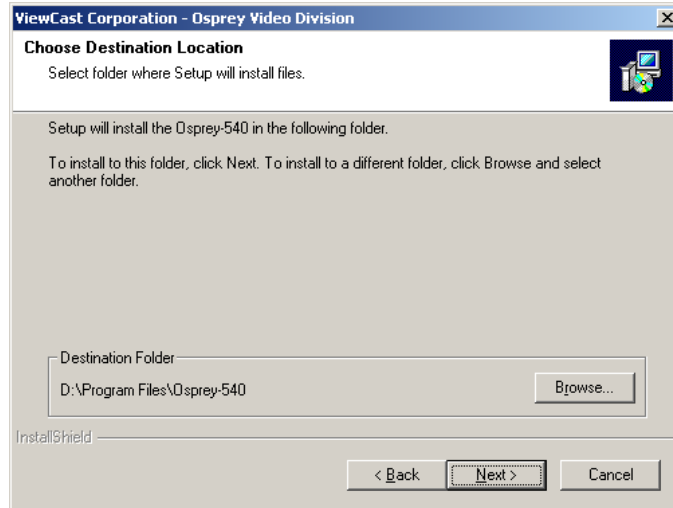 ViewCast Corporation - Osprey Video Division
Choose Destination Location
Select folder where Setup will install files.
Setup will install the Osprey-540 in the following folder.
To install to this folder, click Next. To install to a different folder, click Browse and select
another folder.
Destination Folder
D:\Program Files\Osprey-540
Browse...
InstallShield
< Back
Next >
Cancel